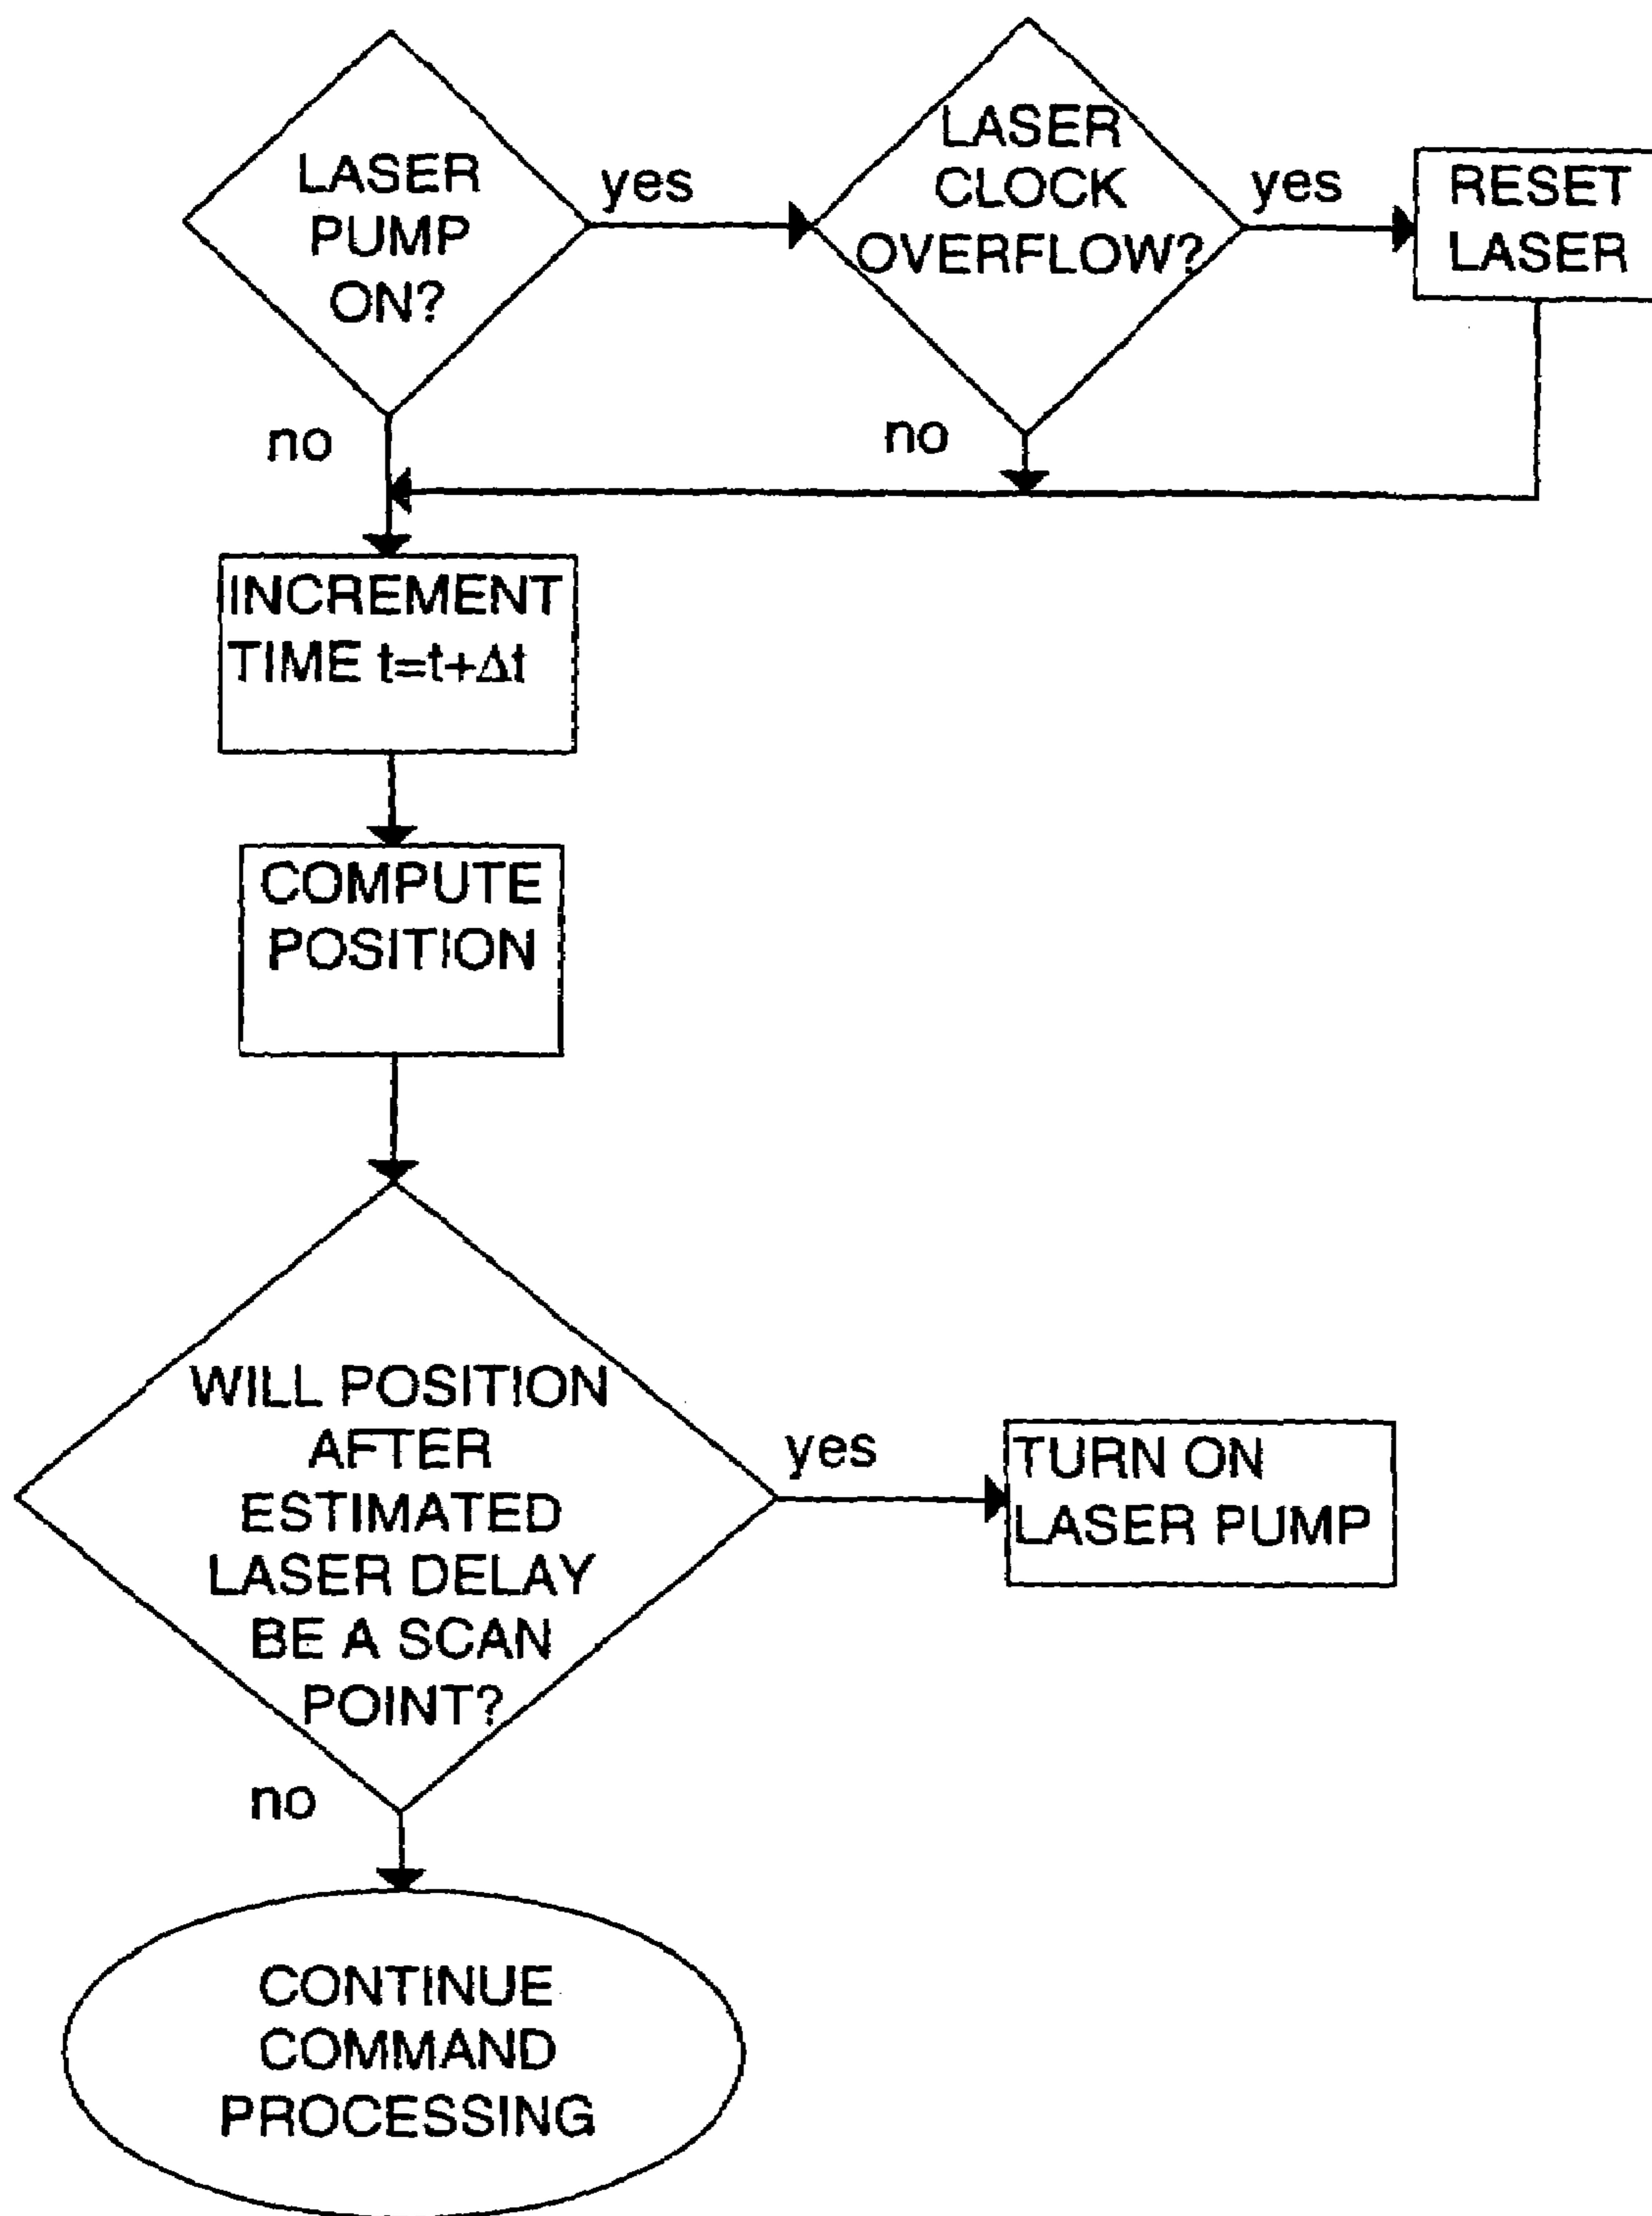 LASER
PUMP
ON?
yes
LASER
CLOCK
OVERFLOW?
yes
RESET
LASER
no
no
INCREMENT
TIME t=t+Δt
COMPUTE
POSITION
WILL POSITION
AFTER
ESTIMATED
LASER DELAY
BE A SCAN
POINT?
yes
TURN ON
LASER PUMP
no
CONTINUE
COMMAND
PROCESSING